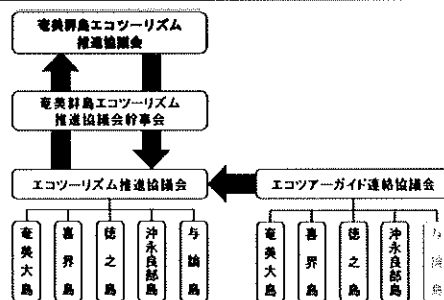 奄美群島エコツーリズム
推進協議会
奄美群島エコツーリズム
推進協議会幹事会
エコツーリズム推進協議会
エコツアーガイド連絡協議会
奄美大島
喜界島
徳之島
沖永良部島
与論島
奄美大島
喜界島
徳之島
沖永良部島
与論島